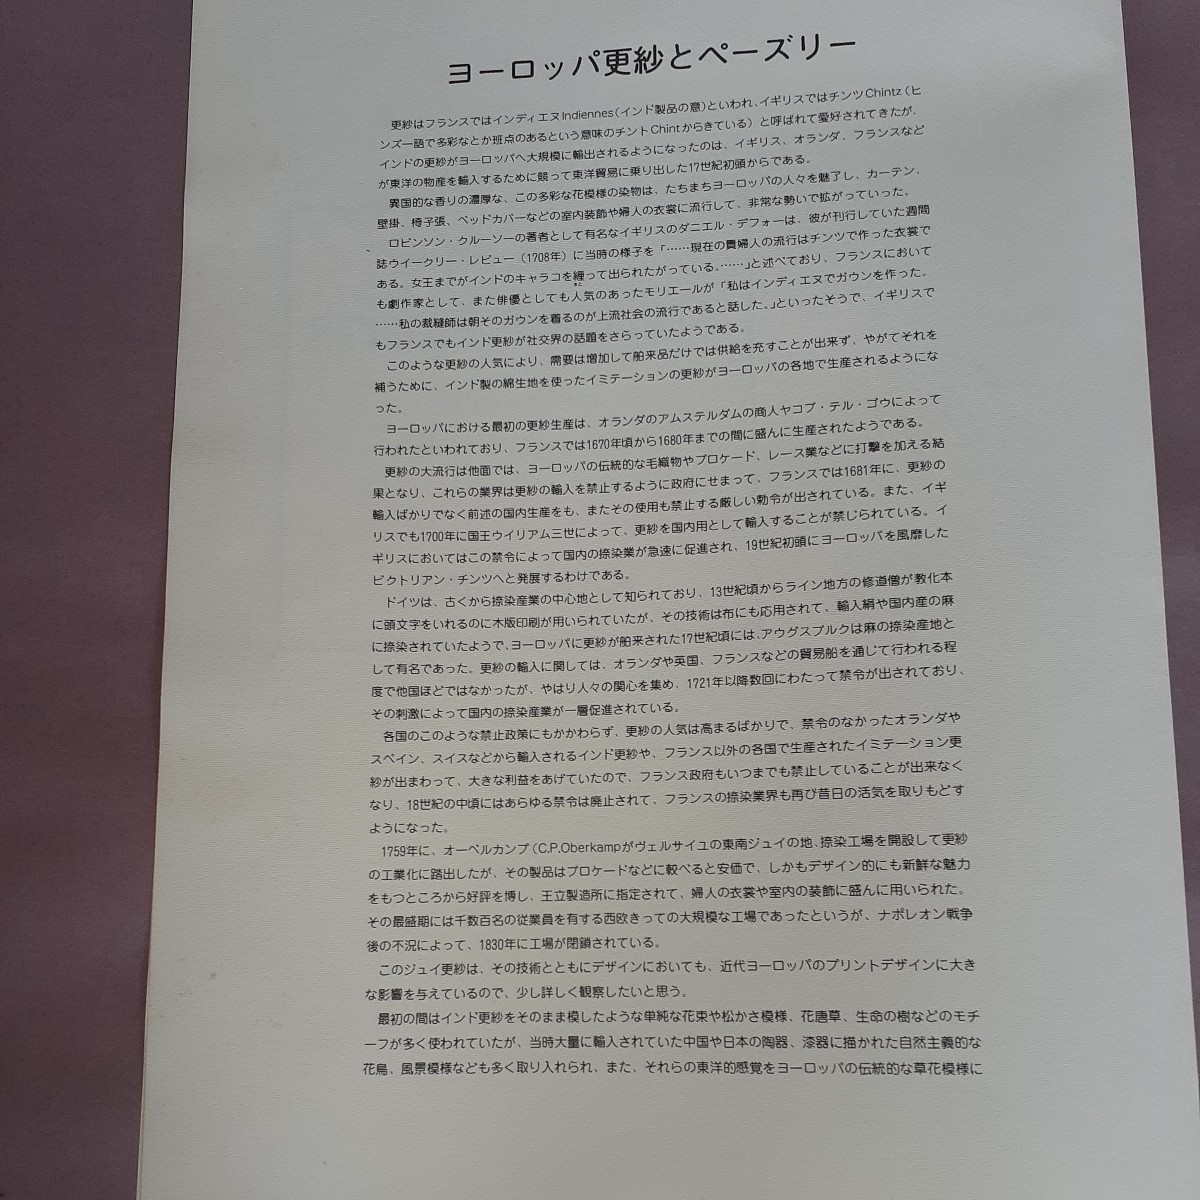 ヨーロッパ更紗とペーズリー
更紗はフランスではインディエヌIndiennes(インド製品の意)といわれ、イギリスではチンツChintz(ヒ
ンズー語で多彩なとか斑点のあるという意味のチントChintからきている)と呼ばれて愛好されてきたが、
インドの更紗がヨーロッパへ大規模に輸出されるようになったのは、イギリス、オランダ、フランスなど
が東洋の物産を輸入するために競って東洋貿易に乗り出した17世紀初頭からである。
異国的な香りの濃厚な、この多彩な花模様の染物は、たちまちヨーロッパの人々を魅了し、カーテン、
壁掛、椅子張、ベッドカバーなどの室内装飾や婦人の衣裳に流行して、非常な勢いで拡がっていった。
ロビンソン・クルーソーの著者として有名なイギリスのダニエル・デフォーは、彼が刊行していた週間
誌ウイークリー・レビュー(1708年)に当時の様子を「……現在の貴婦人の流行はチンツで作った衣裳で
ある。女王までがインドのキャラコを纏って出られたがっている。……」と述べており、フランスにおいて
も劇作家として、また俳優としても人気のあったモリエールが「私はインディエヌでガウンを作った。
……私の裁縫師は朝そのガウンを着るのが上流社会の流行であると話した。」といったそうで、イギリスで
もフランスでもインド更紗が社交界の話題をさらっていたようである。
このような更紗の人気により、需要は増加して舶来品だけでは供給を充すことが出来ず、やがてそれを
補うために、インド製の綿生地を使ったイミテーションの更紗がヨーロッパの各地で生産されるようにな
った。
ヨーロッパにおける最初の更紗生産は、オランダのアムステルダムの商人ヤコブ・テル・ゴウによって
行われたといわれており、フランスでは1670年頃から1680年までの間に盛んに生産されたようである。
更紗の大流行は他面では、ヨーロッパの伝統的な毛織物やブロケード、レース業などに打撃を加える結
果となり、これらの業界は更紗の輸入を禁止するように政府にせまって、フランスでは1681年に、更紗の
輸入ばかりでなく前述の国内生産をも、またその使用も禁止する厳しい勅令が出されている。また、イギ
リスでも1700年に国王ウイリアム三世によって、更紗を国内用として輸入することが禁じられている。イ
ギリスにおいてはこの禁令によって国内の捺染業が急速に促進され、19世紀初頭にヨーロッパを風靡した
ビクトリアン・チンツへと発展するわけである。
ドイツは、古くから捺染産業の中心地として知られており、13世紀頃からライン地方の修道僧が教化本
に頭文字をいれるのに木版印刷が用いられていたが、その技術は布にも応用されて、輸入絹や国内産の麻
に捺染されていたようで、ヨーロッパに更紗が舶来された17世紀頃には、アウグスブルクは麻の捺染産地と
して有名であった。更紗の輸入に関しては、オランダや英国、フランスなどの貿易船を通じて行われる程
度で他国ほどではなかったが、やはり人々の関心を集め、1721年以降数回にわたって禁令が出されており、
その刺激によって国内の捺染産業が一層促進されている。
各国のこのような禁止政策にもかかわらず、更紗の人気は高まるばかりで、禁令のなかったオランダや
スペイン、スイスなどから輸入されるインド更紗や、フランス以外の各国で生産されたイミテーション更
紗が出まわって、大きな利益をあげていたので、フランス政府もいつまでも禁止していることが出来なく
なり、18世紀の中頃にはあらゆる禁令は廃止されて、フランスの捺染業界も再び昔日の活気を取りもどす
ようになった。
1759年に、オーベルカンプ(C.P.Oberkampがヴェルサイユの東南ジュイの地、捺染工場を開設して更紗
の工業化に踏出したが、その製品はブロケードなどに較べると安価で、しかもデザイン的にも新鮮な魅力
をもつところから好評を博し、王立製造所に指定されて、婦人の衣裳や室内の装飾に盛んに用いられた。
その最盛期には千数百名の従業員を有する西欧きっての大規模な工場であったというが、ナポレオン戦争
後の不況によって、1830年に工場が閉鎖されている。
このジュイ更紗は、その技術とともにデザインにおいても、近代ヨーロッパのプリントデザインに大き
な影響を与えているので、少し詳しく観察したいと思う。
最初の間はインド更紗をそのまま模したような単純な花束や松かさ模様、花唐草、生命の樹などのモチ
ーフが多く使われていたが、当時大量に輸入されていた中国や日本の陶器、漆器に描かれた自然主義的な
花鳥、風景模様なども多く取り入れられ、また、それらの東洋的感覚をヨーロッパの伝統的な草花模様に